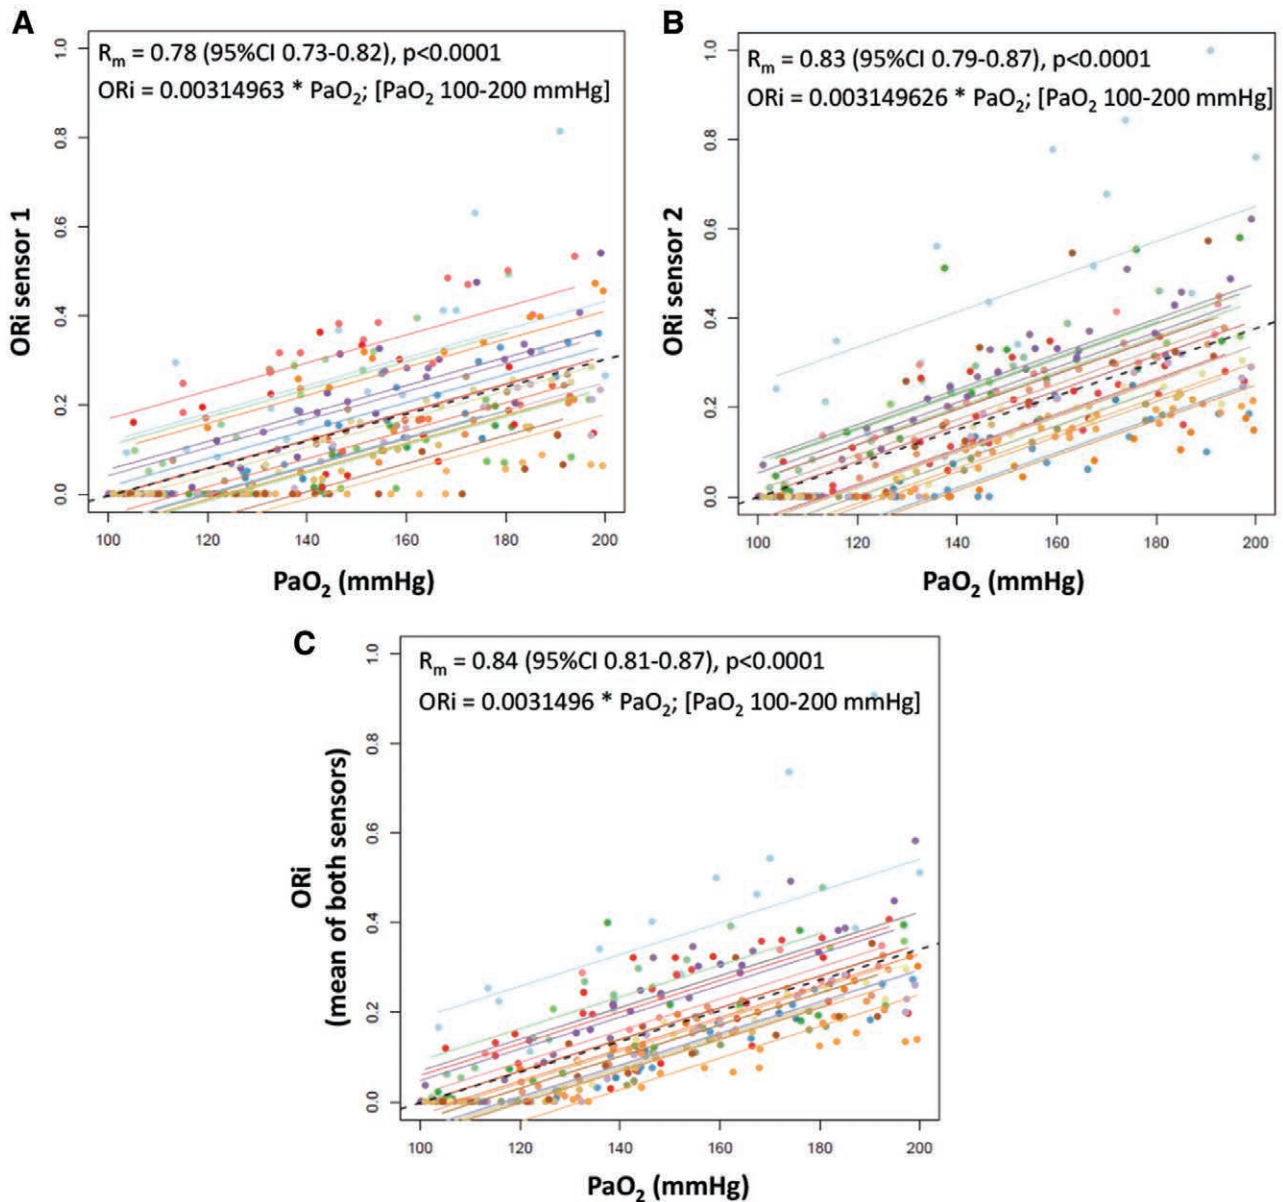 A
R_m = 0.78 (95%CI 0.73-0.82), p<0.0001
ORi = 0.00314963 * PaO₂; [PaO₂ 100-200 mmHg]
ORi sensor 1
1.0
0.8
0.6
0.4
0.2
0.0
100 120 140 160 180 200
PaO₂ (mmHg)
B
R_m = 0.83 (95%CI 0.79-0.87), p<0.0001
ORi = 0.003149626 * PaO₂; [PaO₂ 100-200 mmHg]
ORi sensor 2
1.0
0.8
0.6
0.4
0.2
0.0
100 120 140 160 180 200
PaO₂ (mmHg)
C
R_m = 0.84 (95%CI 0.81-0.87), p<0.0001
ORi = 0.0031496 * PaO₂; [PaO₂ 100-200 mmHg]
ORi
(mean of both sensors)
1.0
0.8
0.6
0.4
0.2
0.0
100 120 140 160 180 200
PaO₂ (mmHg)